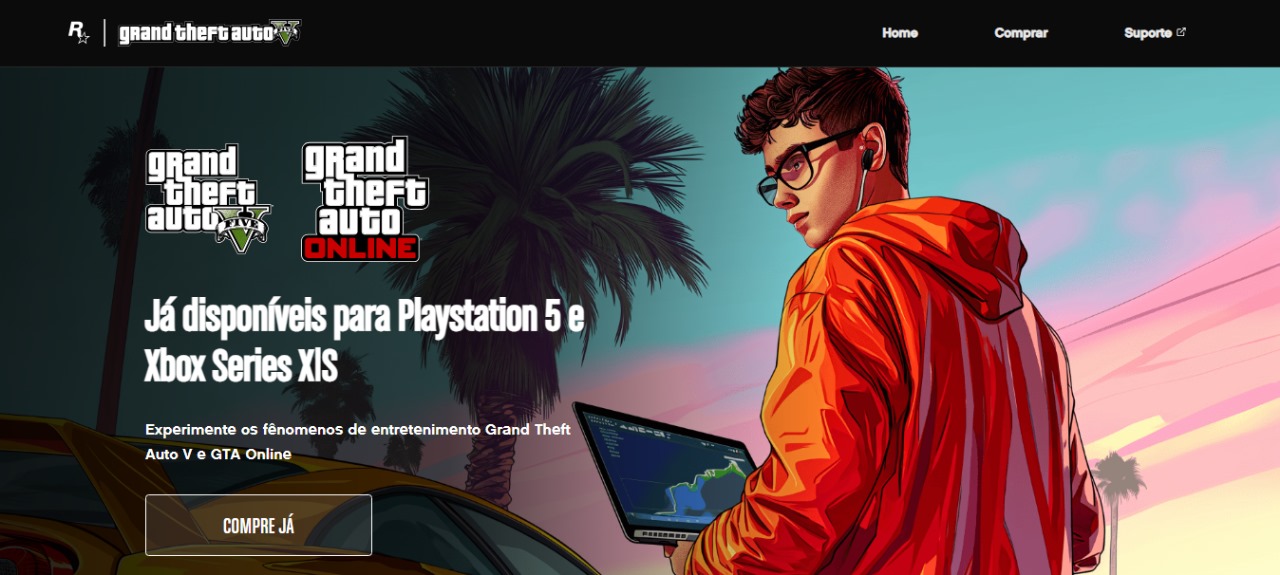 R
grand theft auto V
FIVE
Home
Comprar
Suporte
grand
theft
auto V
FIVE
grand
theft
auto
ONLINE
Já disponíveis para Playstation 5 e
Xbox Series X|S
Experimente os fênomenos de entretenimento Grand Theft
Auto V e GTA Online
COMPRE JÁ